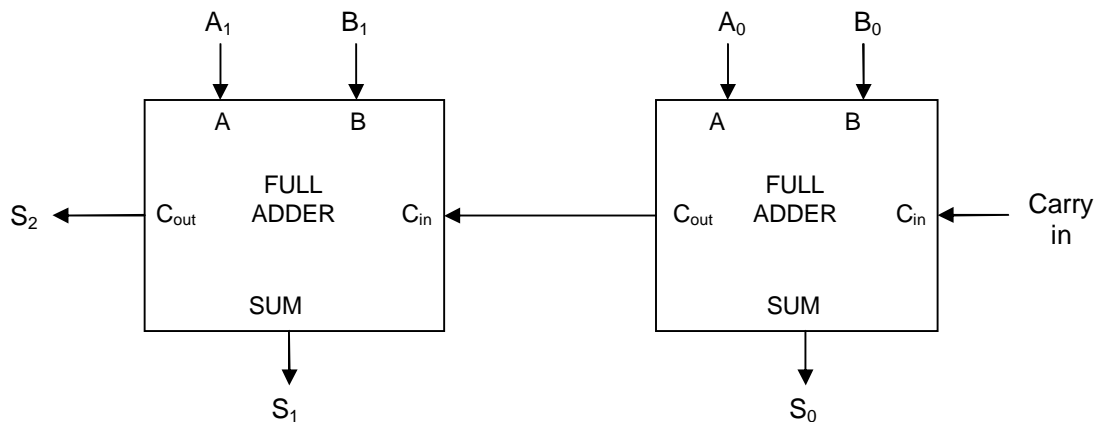 A₁ B₁ A₀ B₀
A B A B
FULL FULL
S₂ Cₒᵤₜ ADDER Cᵢₙ Cₒᵤₜ ADDER Cᵢₙ Carry
in
SUM SUM
S₁ S₀